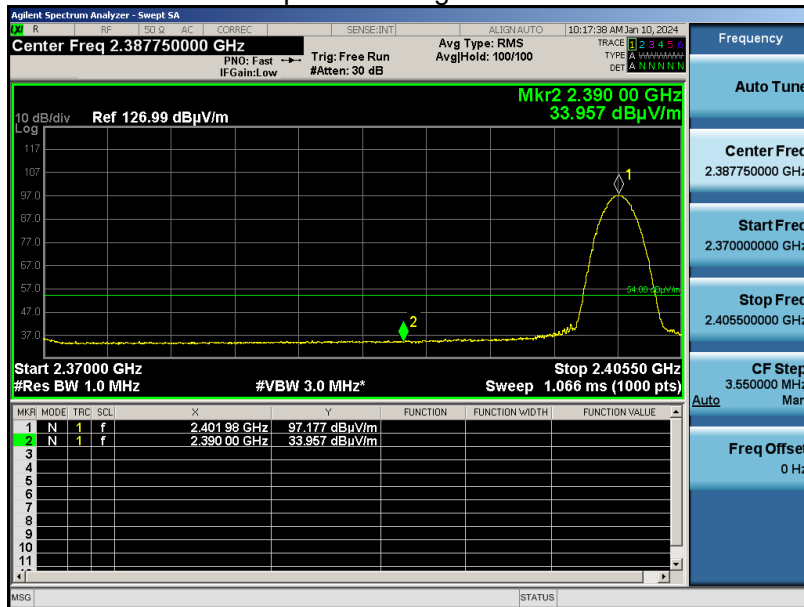 Agilent Spectrum Analyzer - Swept SA
LXI R RF 50 Ω AC CORREC SENSE:INT ALIGN AUTO 10:17:38 AM Jan 10, 2024
Center Freq 2.387750000 GHz
PNO: Fast
IFGain:Low
Trig: Free Run
#Atten: 30 dB
Avg Type: RMS
Avg|Hold: 100/100
TRACE 1 2 3 4 5 6
TYPE A
DET A N N N N N
Mkr2 2.390 00 GHz
33.957 dBµV/m
10 dB/div Ref 126.99 dBµV/m
Log
117
107
97.0
87.0
77.0
67.0
57.0
47.0
37.0
1
2
54.00 dBµV/m
Start 2.37000 GHz Stop 2.40550 GHz
#Res BW 1.0 MHz #VBW 3.0 MHz* Sweep 1.066 ms (1000 pts)
MKR MODE TRC SCL X Y FUNCTION FUNCTION WIDTH FUNCTION VALUE
1 N 1 f 2.401 98 GHz 97.177 dBµV/m
2 N 1 f 2.390 00 GHz 33.957 dBµV/m
3
4
5
6
7
8
9
10
11
MSG STATUS
Frequency
Auto Tune
Center Freq
2.387750000 GHz
Start Freq
2.370000000 GHz
Stop Freq
2.405500000 GHz
CF Step
3.550000 MHz
Auto Man
Freq Offset
0 Hz